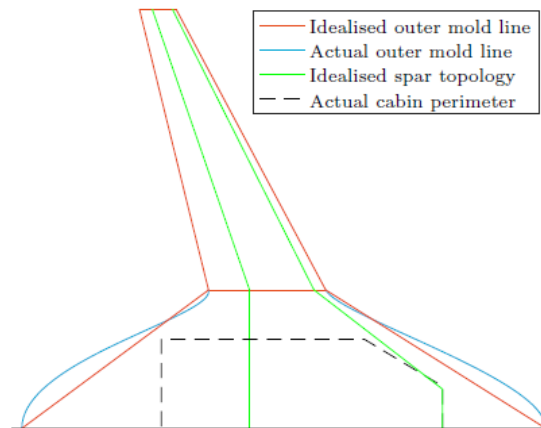 Idealised outer mold line
Actual outer mold line
Idealised spar topology
Actual cabin perimeter